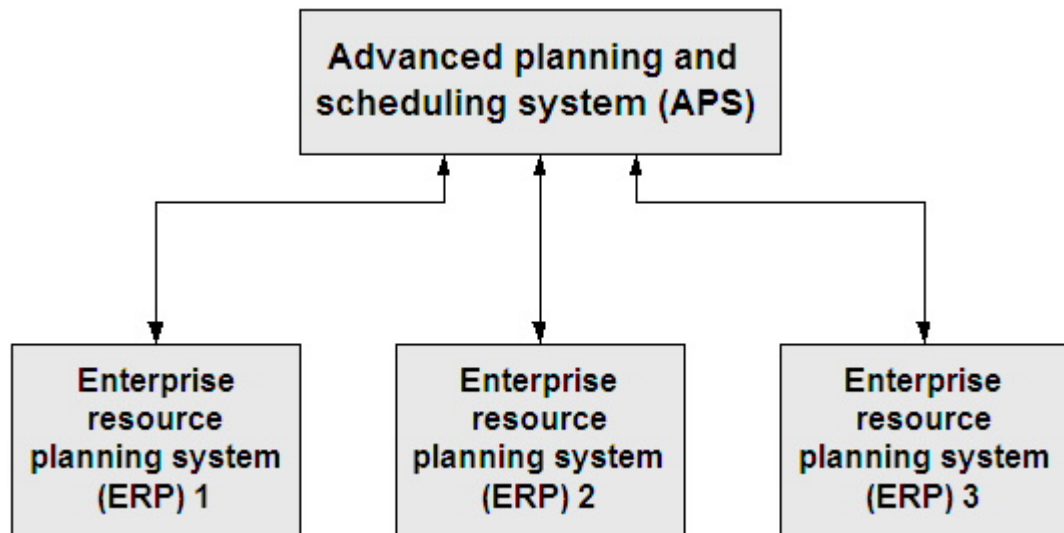 Advanced planning and
scheduling system (APS)
Enterprise
resource
planning system
(ERP) 1
Enterprise
resource
planning system
(ERP) 2
Enterprise
resource
planning system
(ERP) 3